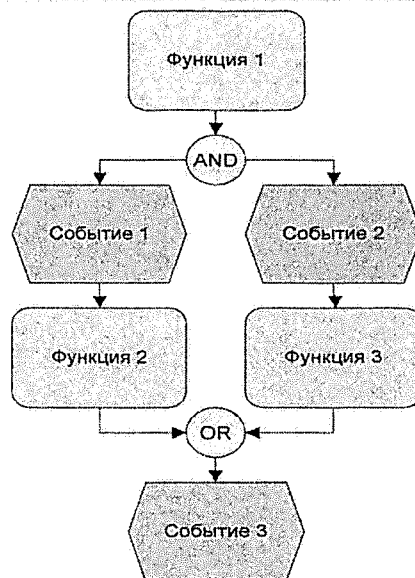 Функция 1
AND
Событие 1
Событие 2
Функция 2
Функция 3
OR
Событие 3